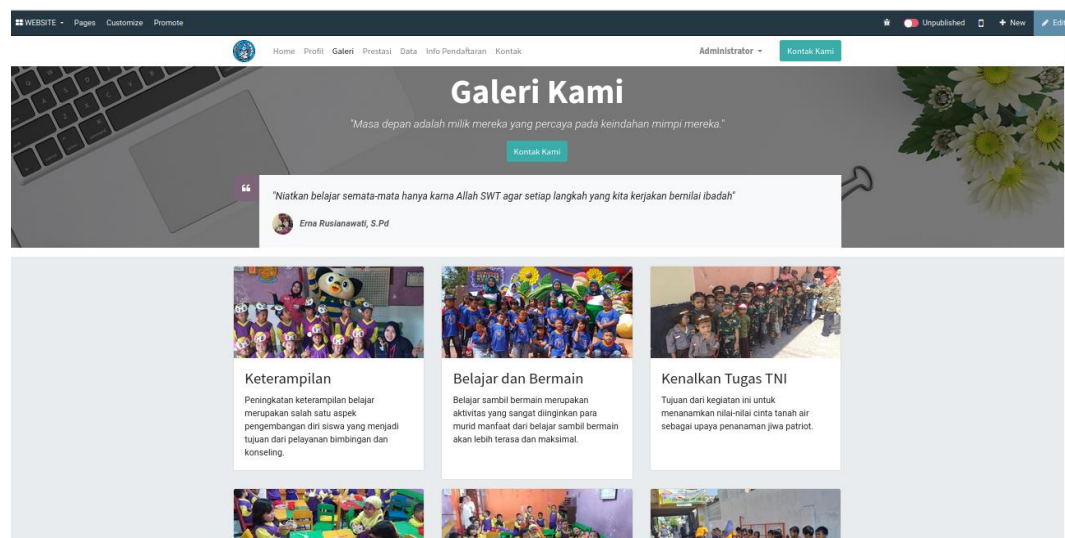 WEBSITE Pages Customize Promote Unpublished New Edit
Home Profil Galeri Prestasi Data Info Pendaftaran Kontak Administrator Kontak Kami
Galeri Kami
"Masa depan adalah milik mereka yang percaya pada keindahan mimpi mereka."
Kontak Kami
"Niatkan belajar semata-mata hanya karna Allah SWT agar setiap langkah yang kita kerjakan bernilai ibadah"
Erna Rusianawati, S.Pd
Keterampilan
Peningkatan keterampilan belajar
merupakan salah satu aspek
pengembangan diri siswa yang menjadi
tujuan dari pelayanan bimbingan dan
konseling.
Belajar dan Bermain
Belajar sambil bermain merupakan
aktivitas yang sangat diinginkan para
murid manfaat dari belajar sambil bermain
akan lebih terasa dan maksimal.
Kenalkan Tugas TNI
Tujuan dari kegiatan ini untuk
menanamkan nilai-nilai cinta tanah air
sebagai upaya penanaman jiwa patriot.